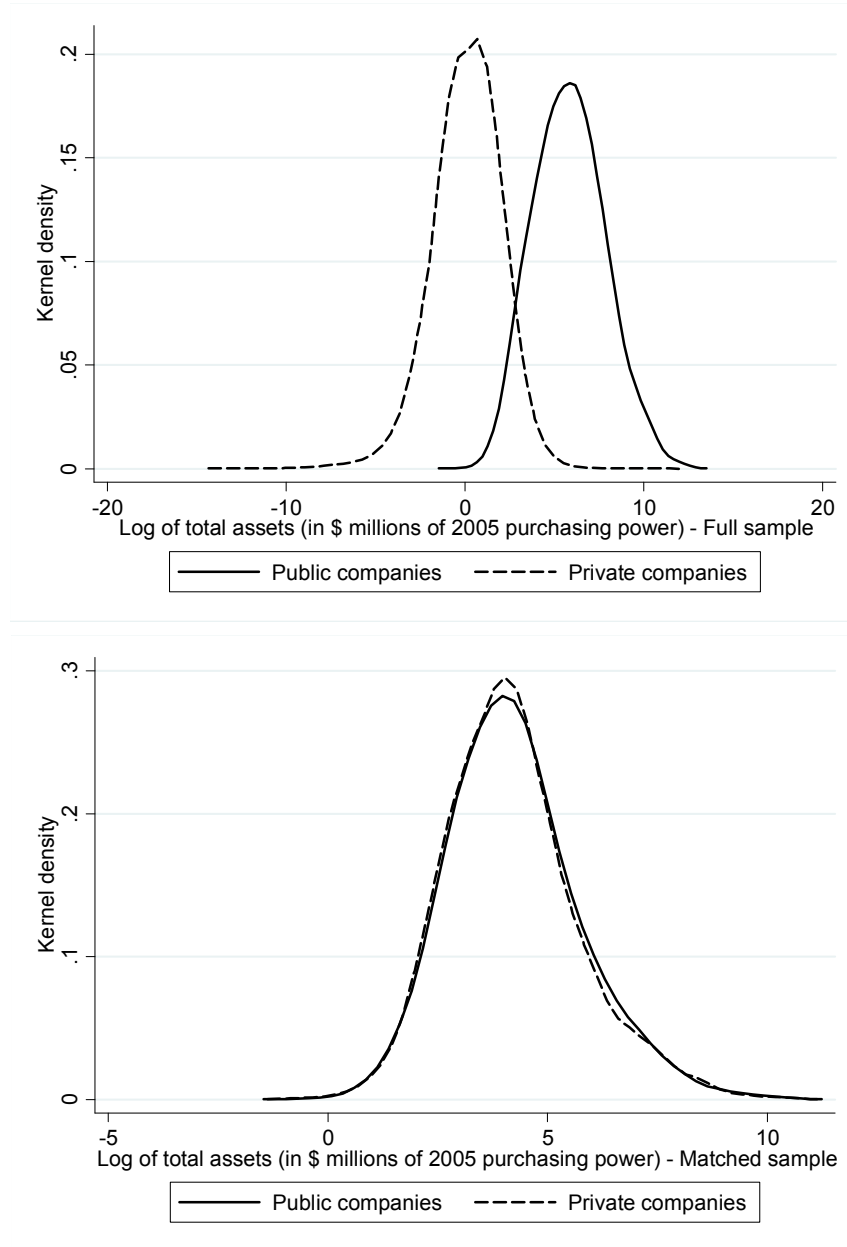 .2
.15
.1
.05
0
Kernel density
-20 -10 0 10 20
Log of total assets (in $ millions of 2005 purchasing power) - Full sample
Public companies Private companies
.3
.2
.1
0
Kernel density
-5 0 5 10
Log of total assets (in $ millions of 2005 purchasing power) - Matched sample
Public companies Private companies